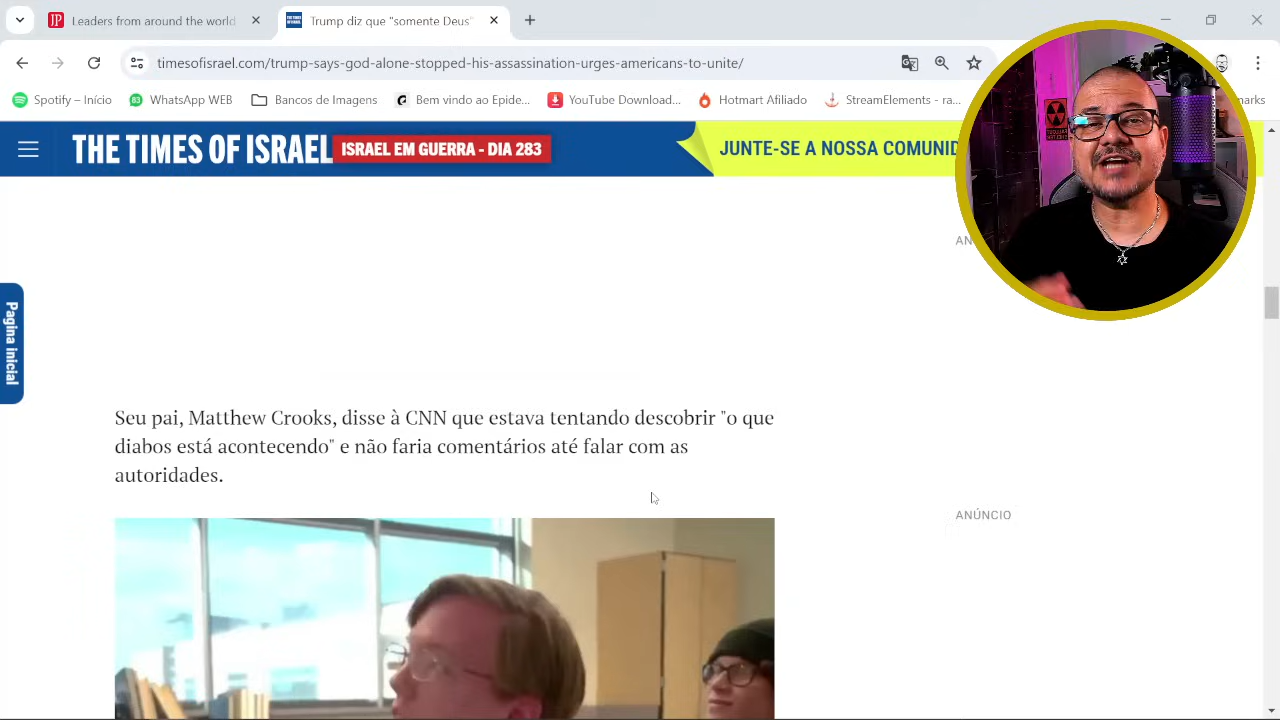 Leaders from around the world
Trump diz que "somente Deus"
timesofisrael.com/trump-says-god-alone-stopped-his-assassination-urges-americans-to-unite/
Spotify – Início
WhatsApp WEB
Bancos de Imagens
Bem vindo ao Epide...
YouTube Download...
Hotmart Afiliado
StreamElements - ra...
THE TIMES OF ISRAEL
ISRAEL EM GUERRA - DIA 283
JUNTE-SE A NOSSA COMUNID
Pagina inicial
Seu pai, Matthew Crooks, disse à CNN que estava tentando descobrir "o que
diabos está acontecendo" e não faria comentários até falar com as
autoridades.
ANÚNCIO